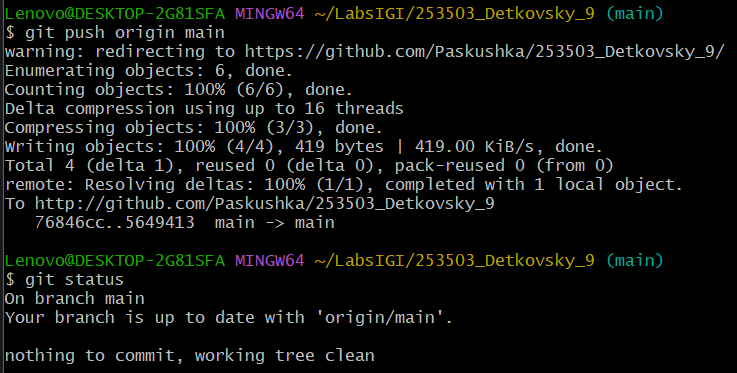 Lenovo@DESKTOP-2G81SFA MINGW64 ~/LabsIGI/253503_Detkovsky_9 (main)
$ git push origin main
warning: redirecting to https://github.com/Paskushka/253503_Detkovsky_9/
Enumerating objects: 6, done.
Counting objects: 100% (6/6), done.
Delta compression using up to 16 threads
Compressing objects: 100% (3/3), done.
Writing objects: 100% (4/4), 419 bytes | 419.00 KiB/s, done.
Total 4 (delta 1), reused 0 (delta 0), pack-reused 0 (from 0)
remote: Resolving deltas: 100% (1/1), completed with 1 local object.
To http://github.com/Paskushka/253503_Detkovsky_9
   76846cc..5649413  main -> main
Lenovo@DESKTOP-2G81SFA MINGW64 ~/LabsIGI/253503_Detkovsky_9 (main)
$ git status
On branch main
Your branch is up to date with 'origin/main'.
nothing to commit, working tree clean